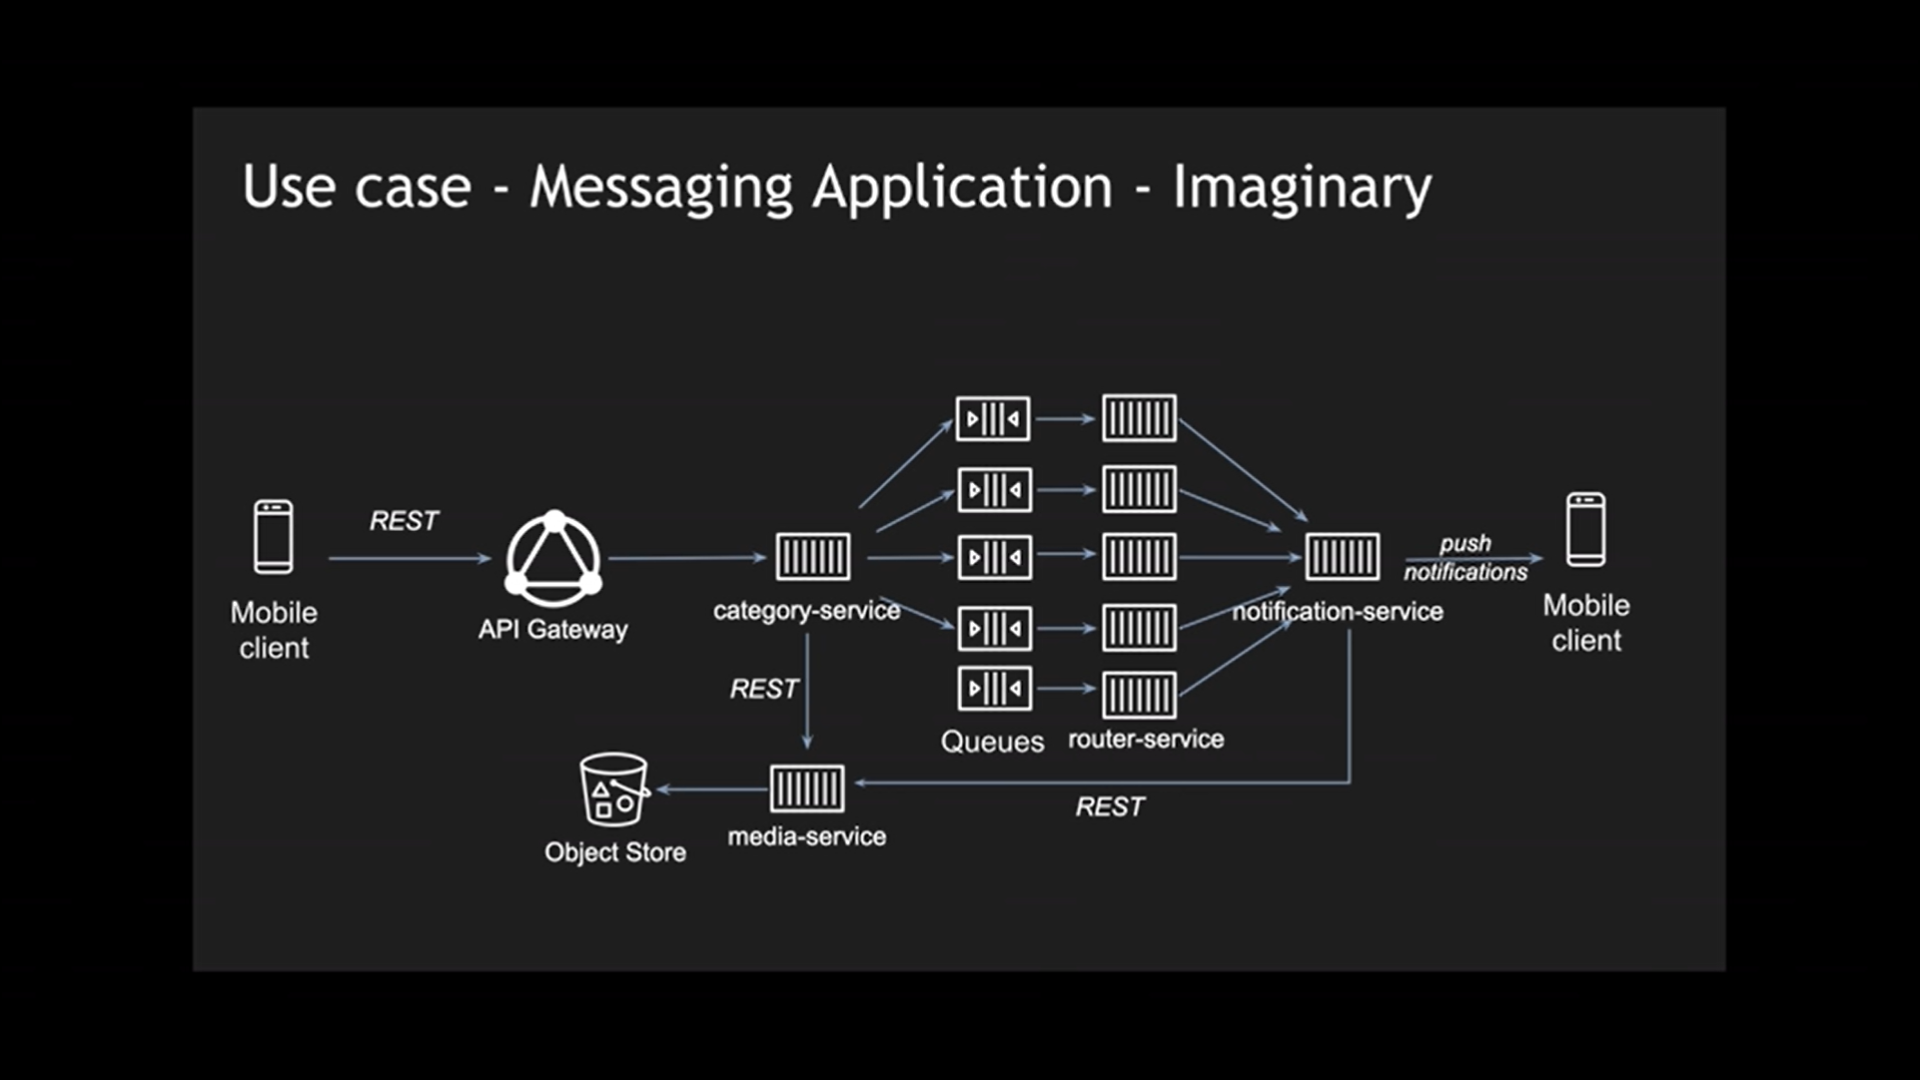 Use case - Messaging Application - Imaginary
REST
Mobile
client
API Gateway
category-service
REST
Queues
router-service
notification-service
push
notifications
Mobile
client
REST
media-service
Object Store